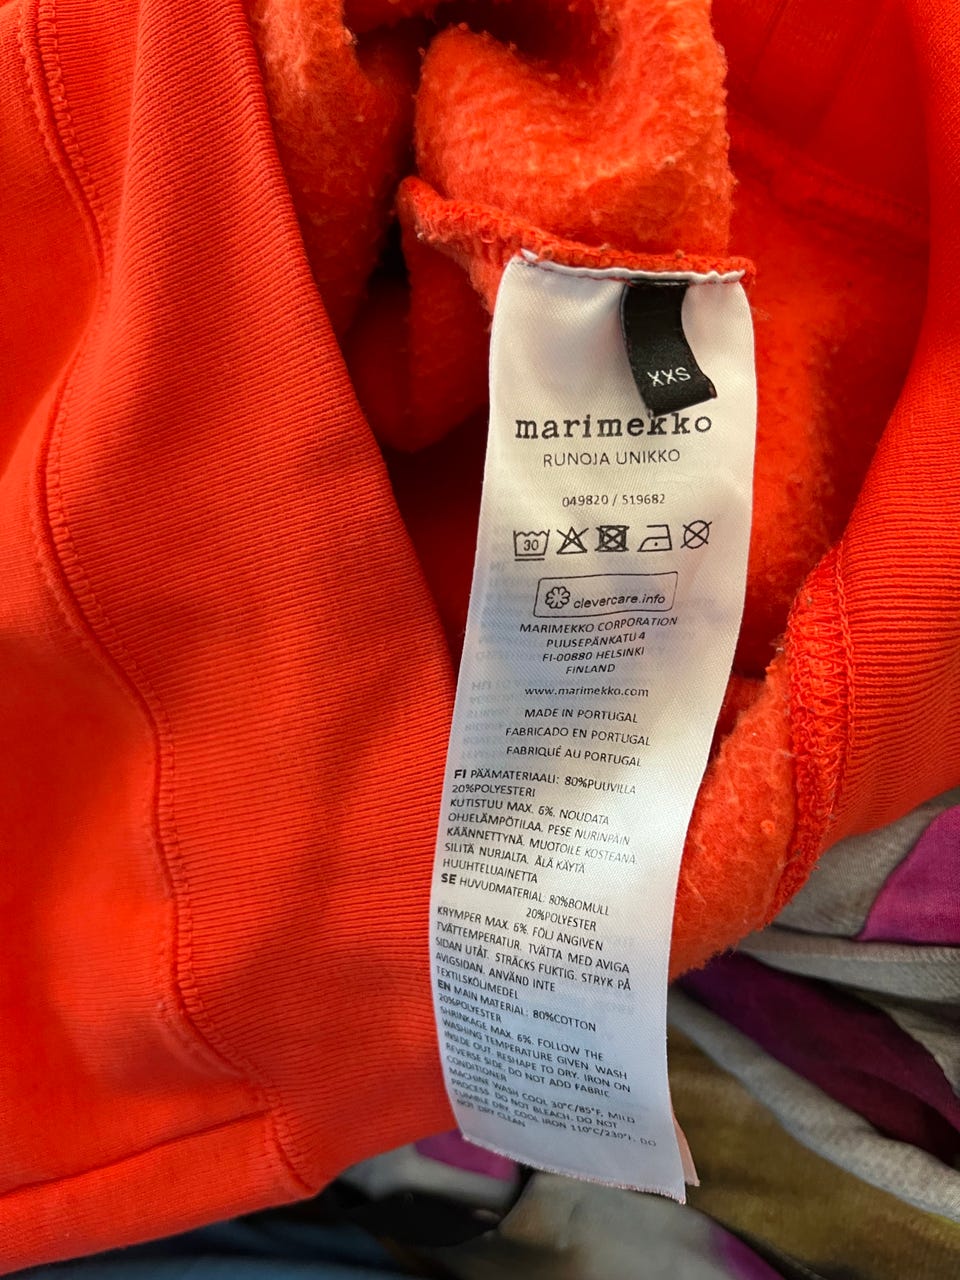 XXS
marimekko
RUNOJA UNIKKO
049820 / 519682
30
clevercare.info
MARIMEKKO CORPORATION
PUUSEPÄNKATU 4
FI-00880 HELSINKI
FINLAND
www.marimekko.com
MADE IN PORTUGAL
FABRICADO EN PORTUGAL
FABRIQUÉ AU PORTUGAL
FI PÄÄMATERIAALI: 80%PUUVILLA
20%POLYESTERI
KUTISTUU MAX. 6%. NOUDATA
OHJELÄMPÖTILAA. PESE NURINPÄIN
KÄÄNNETTYNÄ. MUOTOILE KOSTEANA.
SILITÄ NURJALTA. ÄLÄ KÄYTÄ
HUUHTELUAINETTA
SE HUVUDMATERIAL: 80%BOMULL
20%POLYESTER
KRYMPER MAX. 6%. FÖLJ ANGIVEN
TVÄTTEMPERATUR. TVÄTTA MED AVIGA
SIDAN UTÅT. STRÄCKS FUKTIG. STRYK PÅ
AVIGSIDAN. ANVÄND INTE
TEXTILSKÖLJMEDEL
EN MAIN MATERIAL: 80%COTTON
20%POLYESTER
SHRINKAGE MAX. 6%. FOLLOW THE
WASHING TEMPERATURE GIVEN. WASH
INSIDE OUT. RESHAPE TO DRY. IRON ON
REVERSE SIDE. DO NOT ADD FABRIC
CONDITIONER
MACHINE WASH COOL 30°C/85°F, MILD
PROCESS. DO NOT BLEACH. DO NOT
TUMBLE DRY. COOL IRON 110°C/230°F. DO
NOT DRY CLEAN